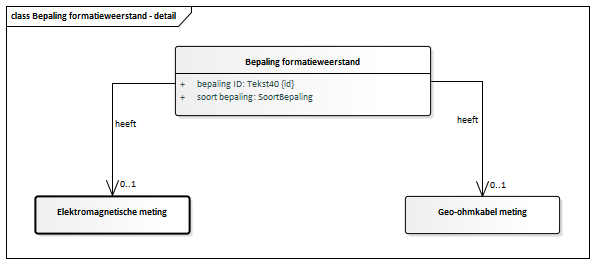 class Bepaling formatieweerstand - detail
Bepaling formatieweerstand
+ bepaling ID: Tekst40 {id}
+ soort bepaling: SoortBepaling
heeft
heeft
0..1
0..1
Elektromagnetische meting
Geo-ohmkabel meting